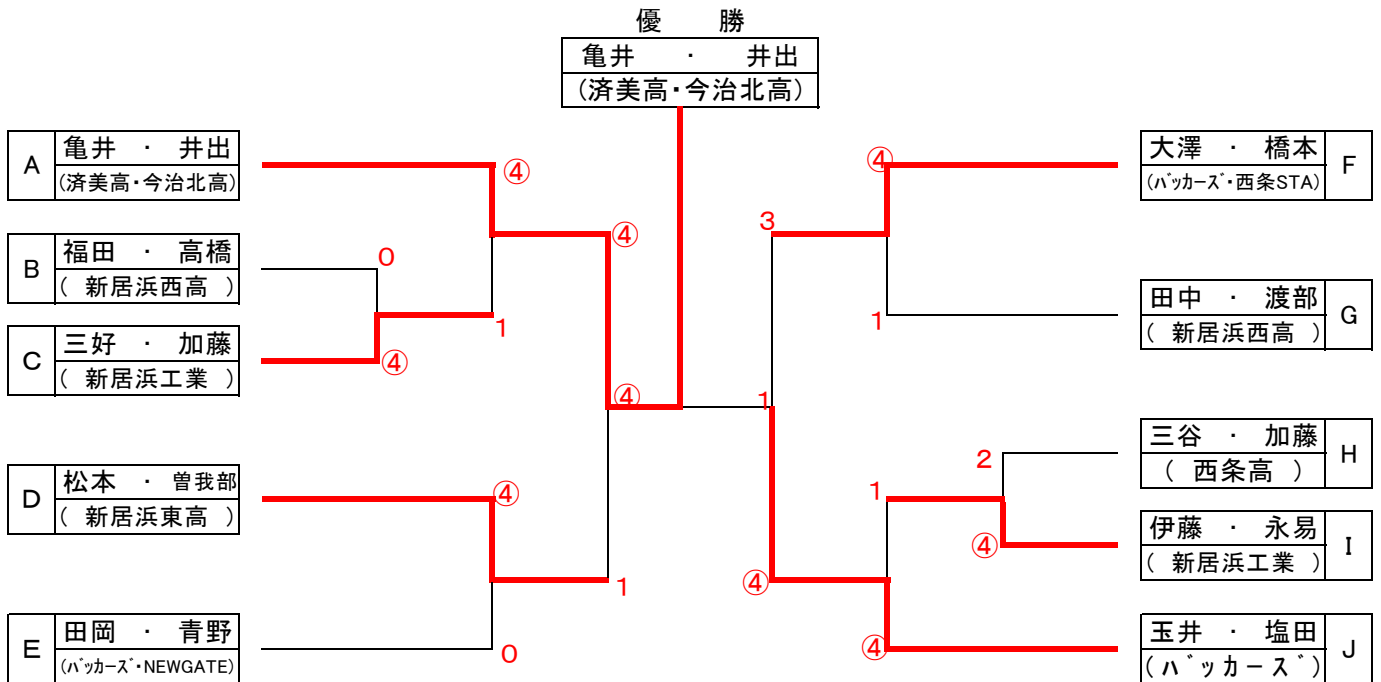 優 勝
亀井 ・ 井出
(済美高・今治北高)
A
亀井 ・ 井出
(済美高・今治北高)
B
福田 ・ 高橋
( 新居浜西高 )
C
三好 ・ 加藤
( 新居浜工業 )
D
松本 ・ 曽我部
( 新居浜東高 )
E
田岡 ・ 青野
(ﾊﾞｯｶｰｽﾞ・NEWGATE)
④
0
④
1
④
④
④
0
1
3
④
1
1
2
④
1
④
④
大澤 ・ 橋本
(ﾊﾞｯｶｰｽﾞ・西条STA)
F
田中 ・ 渡部
( 新居浜西高 )
G
三谷 ・ 加藤
( 西条高 )
H
伊藤 ・ 永易
( 新居浜工業 )
I
玉井 ・ 塩田
(ﾊﾞｯｶｰｽﾞ)
J